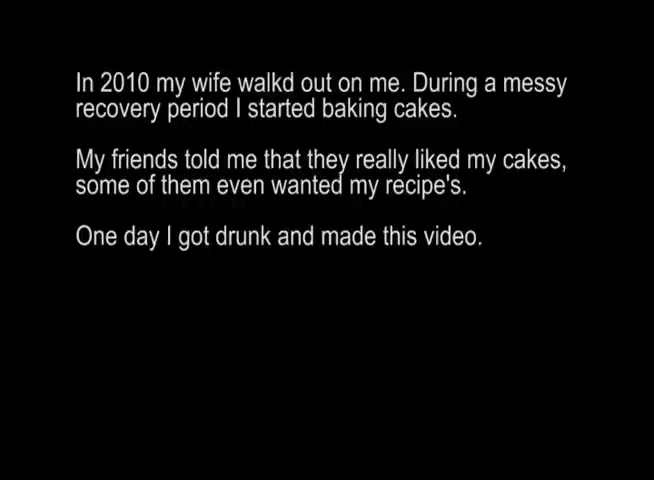 In 2010 my wife walkd out on me. During a messy
recovery period I started baking cakes.
My friends told me that they really liked my cakes,
some of them even wanted my recipe's.
One day I got drunk and made this video.